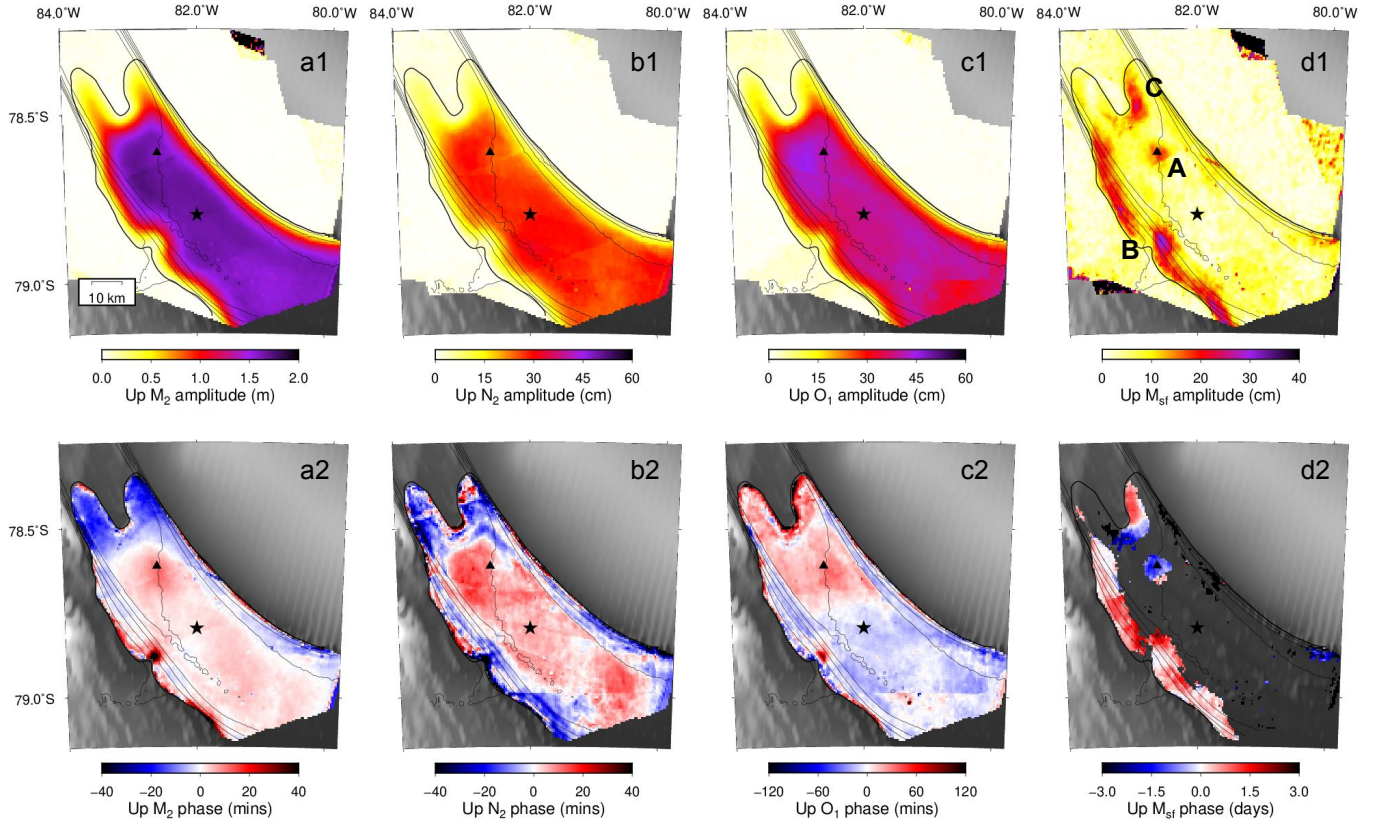 84.0°W 82.0°W 80.0°W 84.0°W 82.0°W 80.0°W 84.0°W 82.0°W 80.0°W 84.0°W 82.0°W 80.0°W
a1 b1 c1 d1
C
78.5°S
A
B
79.0°S
10 km
0.0 0.5 1.0 1.5 2.0 0 15 30 45 60 0 15 30 45 60 0 10 20 30 40
Up M₂ amplitude (m) Up N₂ amplitude (cm) Up O₁ amplitude (cm) Up Msf amplitude (cm)
a2 b2 c2 d2
78.5°S
79.0°S
−40 −20 0 20 40 −40 −20 0 20 40 −120 −60 0 60 120 −3.0 −1.5 0.0 1.5 3.0
Up M₂ phase (mins) Up N₂ phase (mins) Up O₁ phase (mins) Up Msf phase (days)